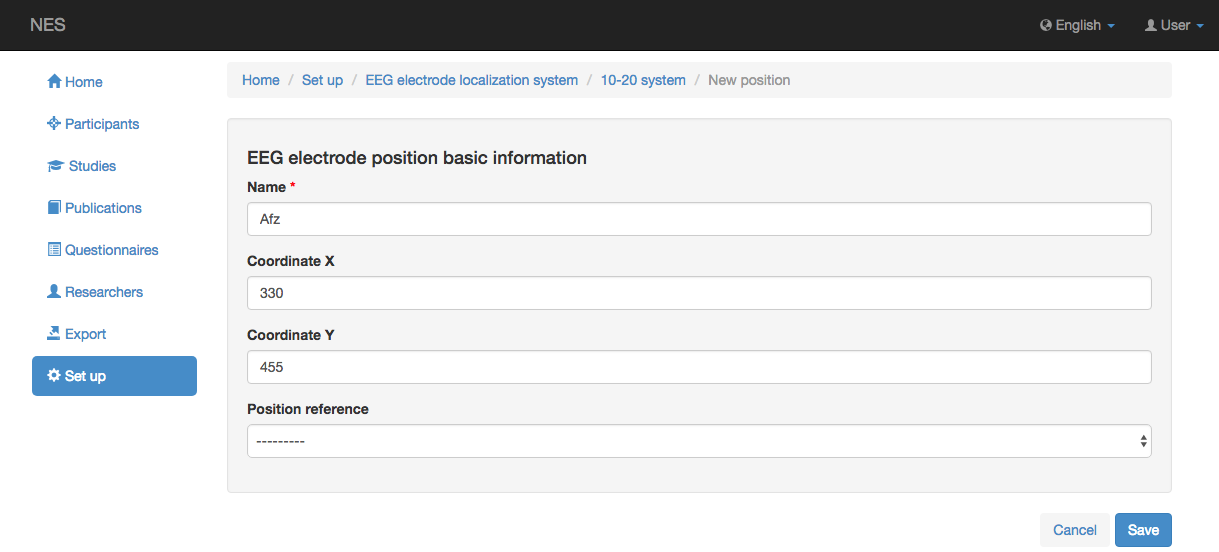 NES
English
User
Home
Participants
Studies
Publications
Questionnaires
Researchers
Export
Set up
Home / Set up / EEG electrode localization system / 10-20 system / New position
EEG electrode position basic information
Name *
Afz
Coordinate X
330
Coordinate Y
455
Position reference
---------
Cancel
Save